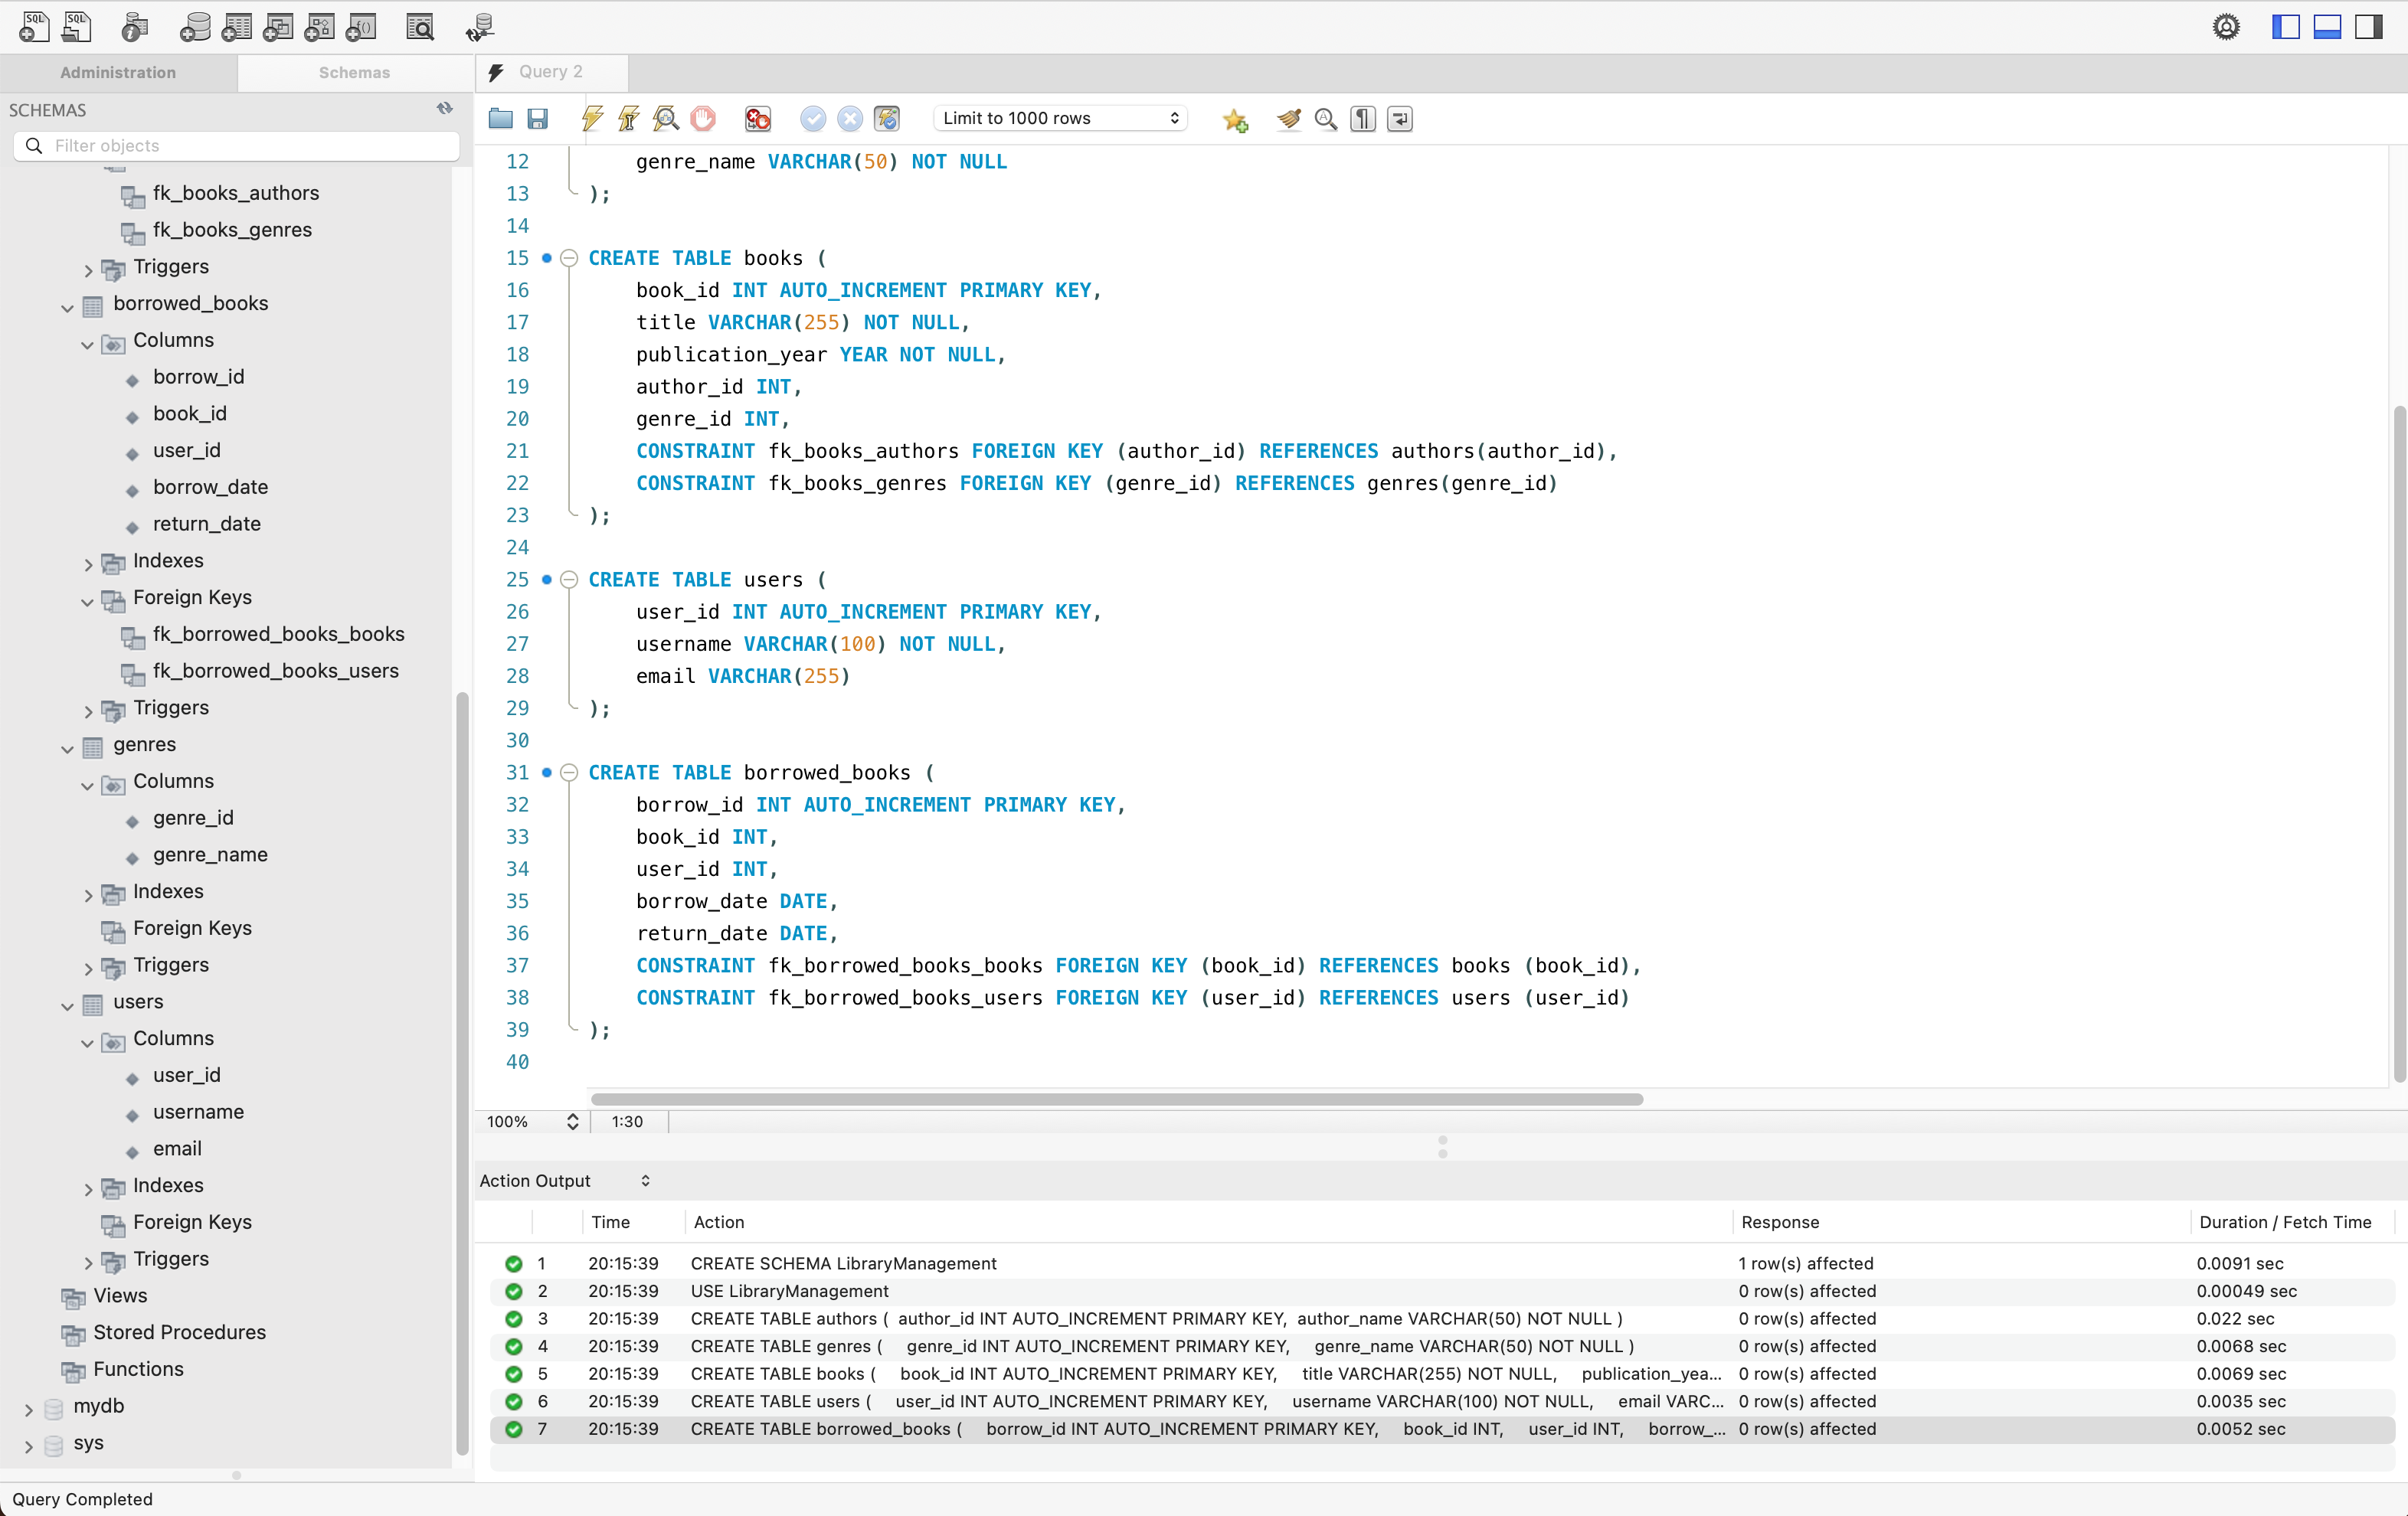 SQL
SQL
Administration
Schemas
Query 2
SCHEMAS
Filter objects
Limit to 1000 rows
fk_books_authors
fk_books_genres
Triggers
borrowed_books
Columns
borrow_id
book_id
user_id
borrow_date
return_date
Indexes
Foreign Keys
fk_borrowed_books_books
fk_borrowed_books_users
Triggers
genres
Columns
genre_id
genre_name
Indexes
Foreign Keys
Triggers
users
Columns
user_id
username
email
Indexes
Foreign Keys
Triggers
Views
Stored Procedures
Functions
mydb
sys
12 genre_name VARCHAR(50) NOT NULL
13 );
14
15 CREATE TABLE books (
16 book_id INT AUTO_INCREMENT PRIMARY KEY,
17 title VARCHAR(255) NOT NULL,
18 publication_year YEAR NOT NULL,
19 author_id INT,
20 genre_id INT,
21 CONSTRAINT fk_books_authors FOREIGN KEY (author_id) REFERENCES authors(author_id),
22 CONSTRAINT fk_books_genres FOREIGN KEY (genre_id) REFERENCES genres(genre_id)
23 );
24
25 CREATE TABLE users (
26 user_id INT AUTO_INCREMENT PRIMARY KEY,
27 username VARCHAR(100) NOT NULL,
28 email VARCHAR(255)
29 );
30
31 CREATE TABLE borrowed_books (
32 borrow_id INT AUTO_INCREMENT PRIMARY KEY,
33 book_id INT,
34 user_id INT,
35 borrow_date DATE,
36 return_date DATE,
37 CONSTRAINT fk_borrowed_books_books FOREIGN KEY (book_id) REFERENCES books (book_id),
38 CONSTRAINT fk_borrowed_books_users FOREIGN KEY (user_id) REFERENCES users (user_id)
39 );
40
100% 1:30
Action Output
Time Action Response Duration / Fetch Time
1 20:15:39 CREATE SCHEMA LibraryManagement 1 row(s) affected 0.0091 sec
2 20:15:39 USE LibraryManagement 0 row(s) affected 0.00049 sec
3 20:15:39 CREATE TABLE authors ( author_id INT AUTO_INCREMENT PRIMARY KEY, author_name VARCHAR(50) NOT NULL ) 0 row(s) affected 0.022 sec
4 20:15:39 CREATE TABLE genres ( genre_id INT AUTO_INCREMENT PRIMARY KEY, genre_name VARCHAR(50) NOT NULL ) 0 row(s) affected 0.0068 sec
5 20:15:39 CREATE TABLE books ( book_id INT AUTO_INCREMENT PRIMARY KEY, title VARCHAR(255) NOT NULL, publication_yea... 0 row(s) affected 0.0069 sec
6 20:15:39 CREATE TABLE users ( user_id INT AUTO_INCREMENT PRIMARY KEY, username VARCHAR(100) NOT NULL, email VARC... 0 row(s) affected 0.0035 sec
7 20:15:39 CREATE TABLE borrowed_books ( borrow_id INT AUTO_INCREMENT PRIMARY KEY, book_id INT, user_id INT, borrow_... 0 row(s) affected 0.0052 sec
Query Completed